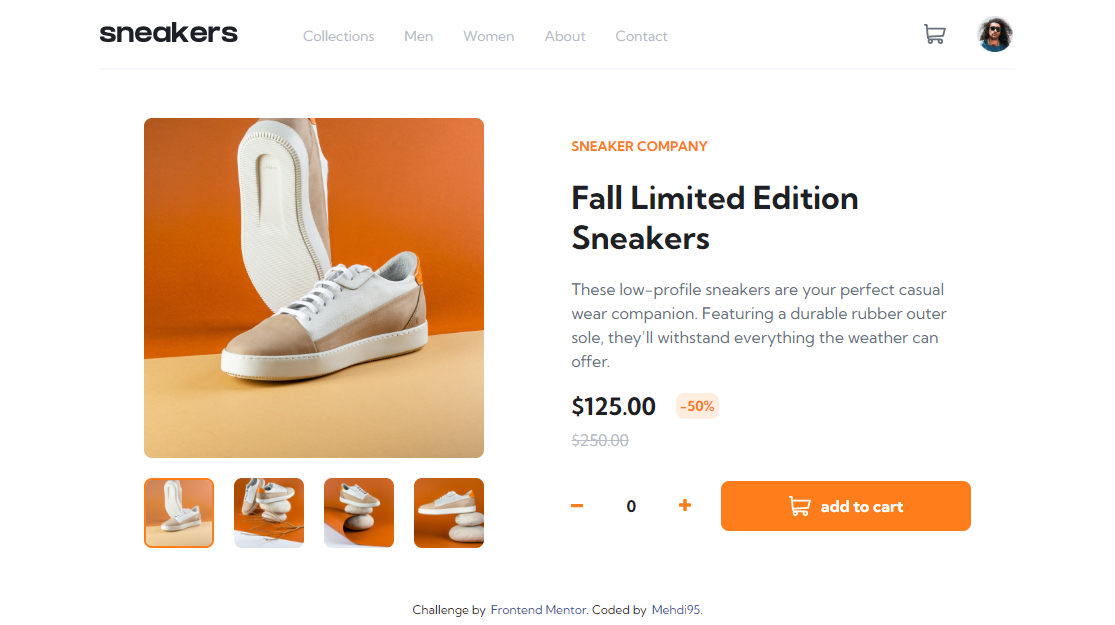 sneakers
Collections Men Women About Contact
SNEAKER COMPANY
Fall Limited Edition
Sneakers
These low-profile sneakers are your perfect casual
wear companion. Featuring a durable rubber outer
sole, they’ll withstand everything the weather can
offer.
$125.00 -50%
$250.00
0 add to cart
Challenge by Frontend Mentor. Coded by Mehdi95.